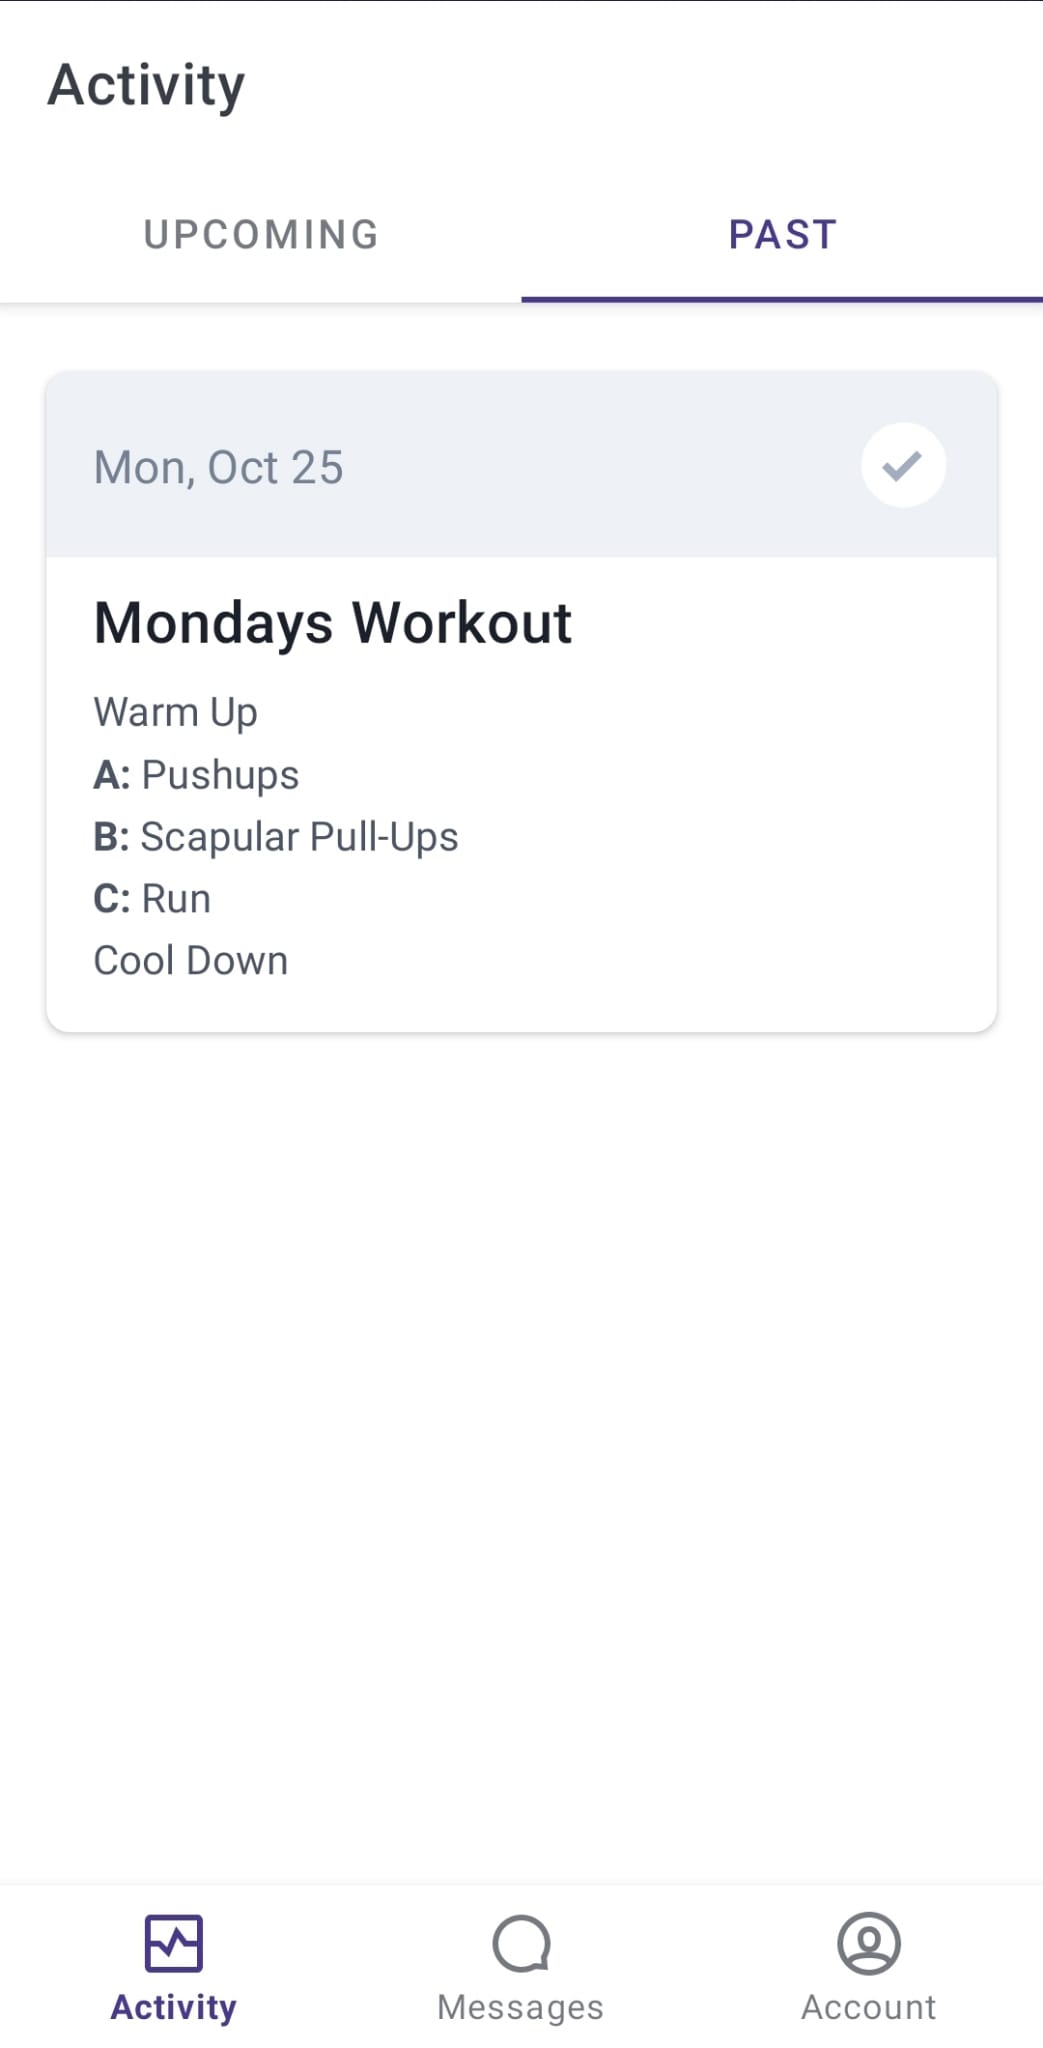 Activity
UPCOMING
PAST
Mon, Oct 25
Mondays Workout
Warm Up
A: Pushups
B: Scapular Pull-Ups
C: Run
Cool Down
Activity
Messages
Account